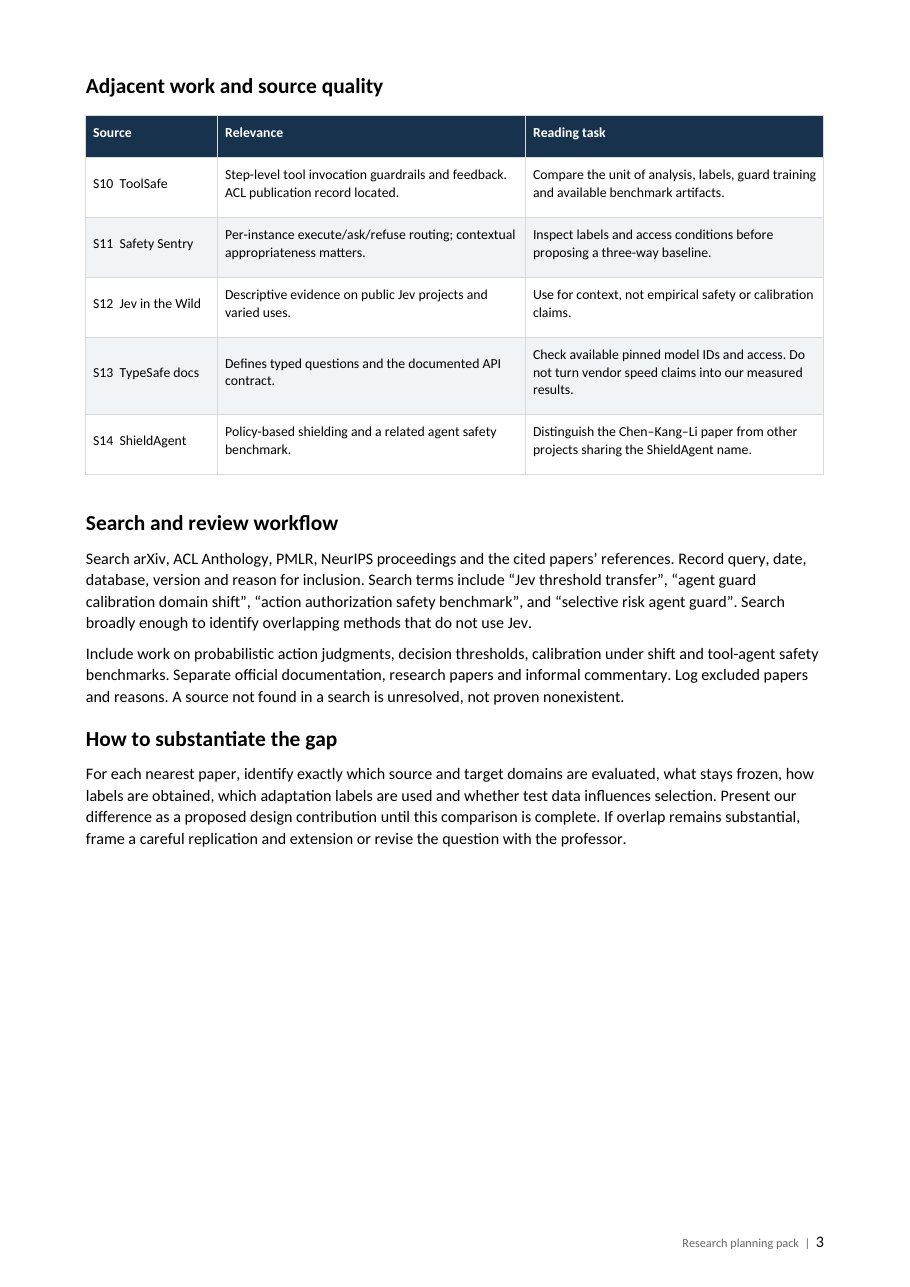 Adjacent work and source quality
Source Relevance Reading task
S10 ToolSafe
Step-level tool invocation guardrails and feedback.
ACL publication record located.
Compare the unit of analysis, labels, guard training
and available benchmark artifacts.
S11 Safety Sentry
Per-instance execute/ask/refuse routing; contextual
appropriateness matters.
Inspect labels and access conditions before
proposing a three-way baseline.
S12 Jev in the Wild
Descriptive evidence on public Jev projects and
varied uses.
Use for context, not empirical safety or calibration
claims.
S13 TypeSafe docs
Defines typed questions and the documented API
contract.
Check available pinned model IDs and access. Do
not turn vendor speed claims into our measured
results.
S14 ShieldAgent
Policy-based shielding and a related agent safety
benchmark.
Distinguish the Chen–Kang–Li paper from other
projects sharing the ShieldAgent name.
Search and review workflow
Search arXiv, ACL Anthology, PMLR, NeurIPS proceedings and the cited papers’ references. Record query, date,
database, version and reason for inclusion. Search terms include “Jev threshold transfer”, “agent guard
calibration domain shift”, “action authorization safety benchmark”, and “selective risk agent guard”. Search
broadly enough to identify overlapping methods that do not use Jev.
Include work on probabilistic action judgments, decision thresholds, calibration under shift and tool-agent safety
benchmarks. Separate official documentation, research papers and informal commentary. Log excluded papers
and reasons. A source not found in a search is unresolved, not proven nonexistent.
How to substantiate the gap
For each nearest paper, identify exactly which source and target domains are evaluated, what stays frozen, how
labels are obtained, which adaptation labels are used and whether test data influences selection. Present our
difference as a proposed design contribution until this comparison is complete. If overlap remains substantial,
frame a careful replication and extension or revise the question with the professor.
Research planning pack | 3